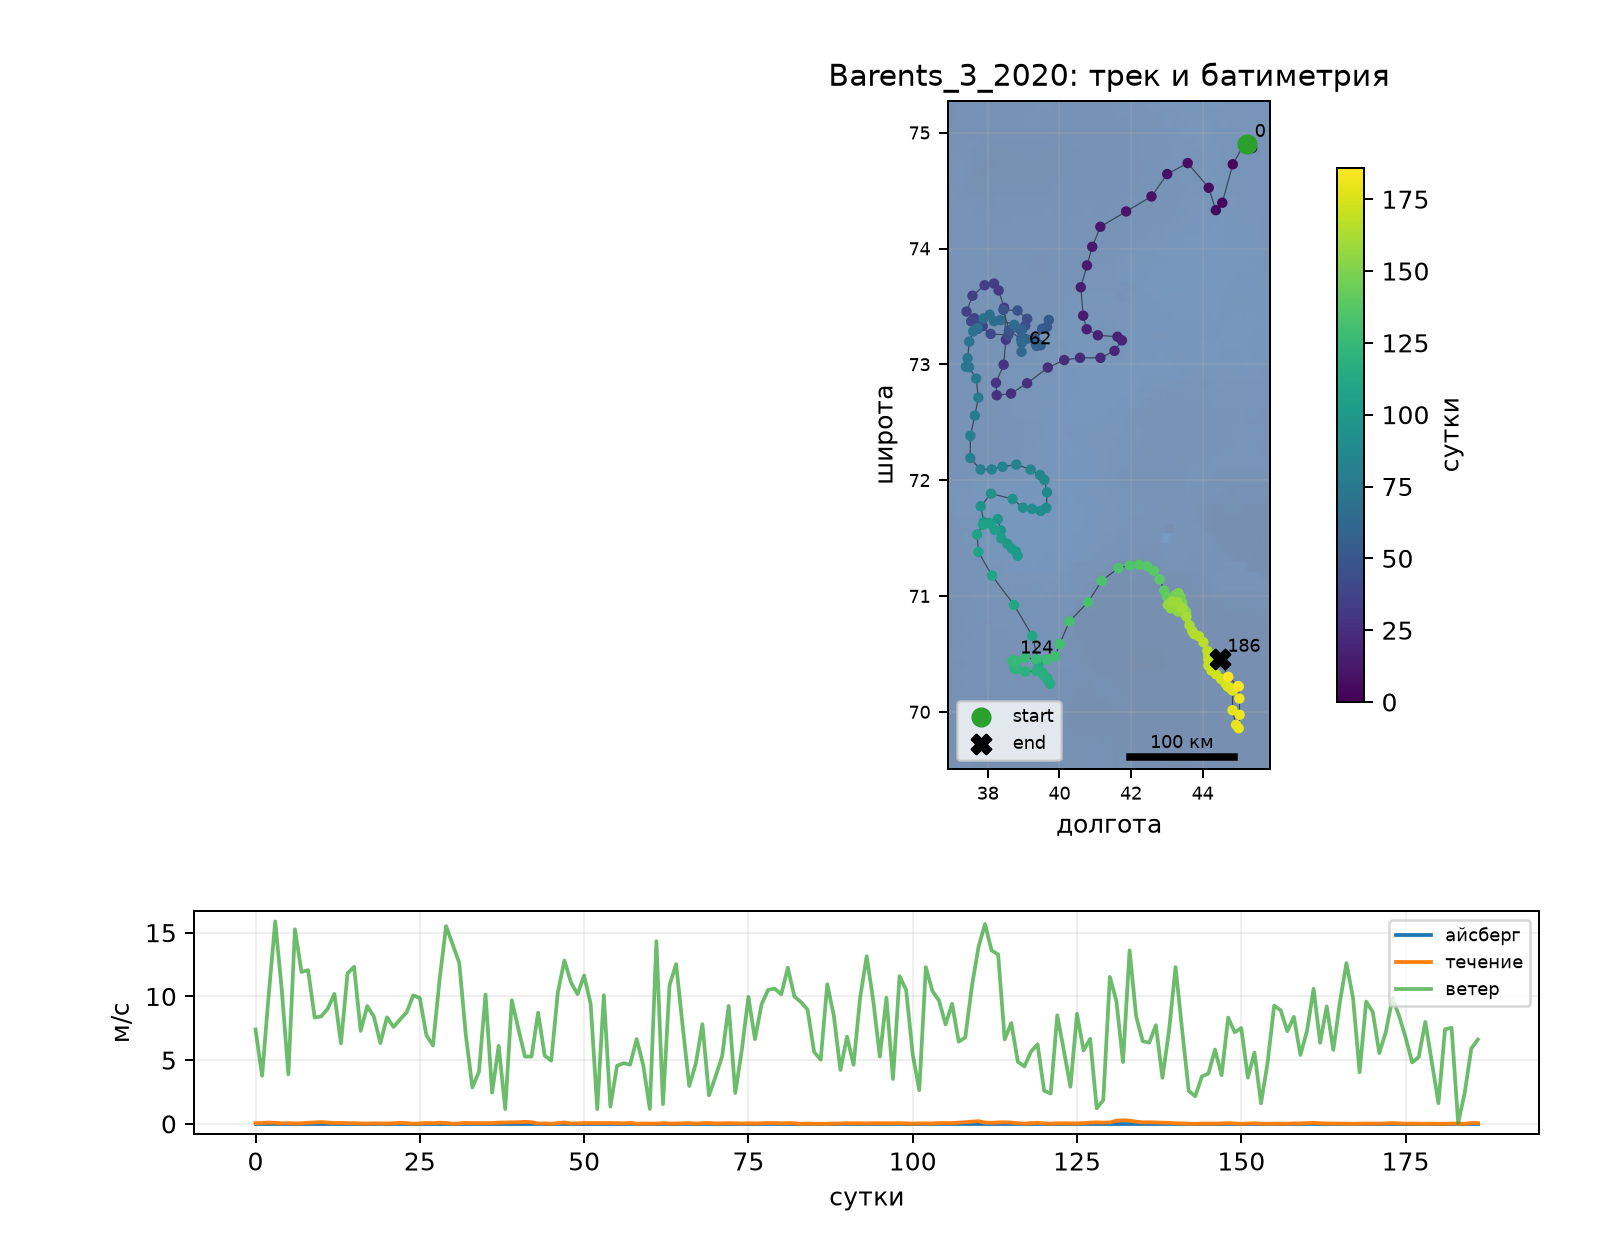 Barents_3_2020: трек и батиметрия
75
74
73
72
71
70
широта
0
62
124
186
start
end
100 км
38
40
42
44
долгота
175
150
125
100
75
50
25
0
сутки
15
10
5
0
м/с
айсберг
течение
ветер
0
25
50
75
100
125
150
175
сутки